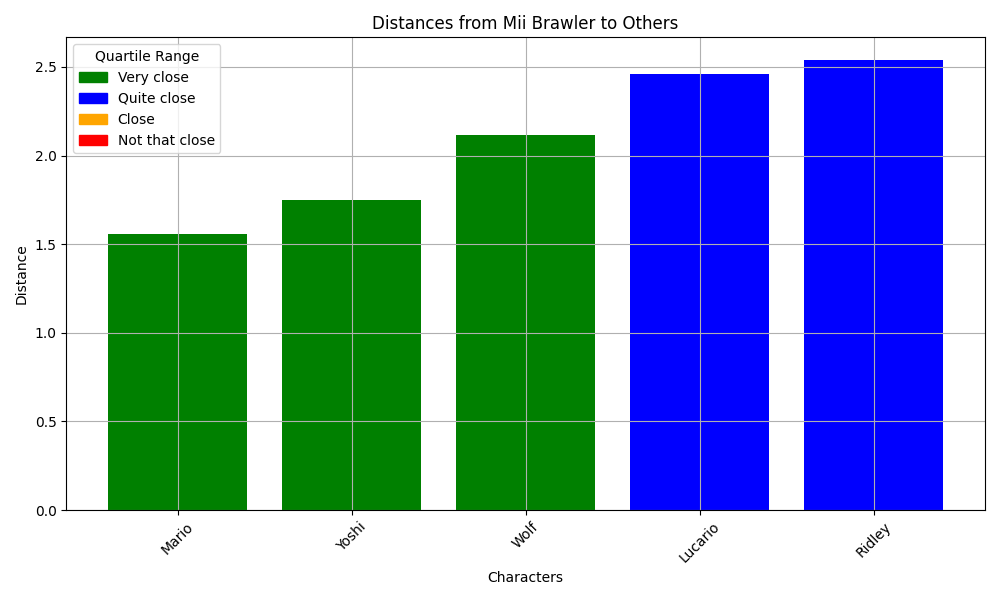 Distances from Mii Brawler to Others
Quartile Range
Very close
Quite close
Close
Not that close
Distance
2.5
2.0
1.5
1.0
0.5
0.0
Mario
Yoshi
Wolf
Lucario
Ridley
Characters